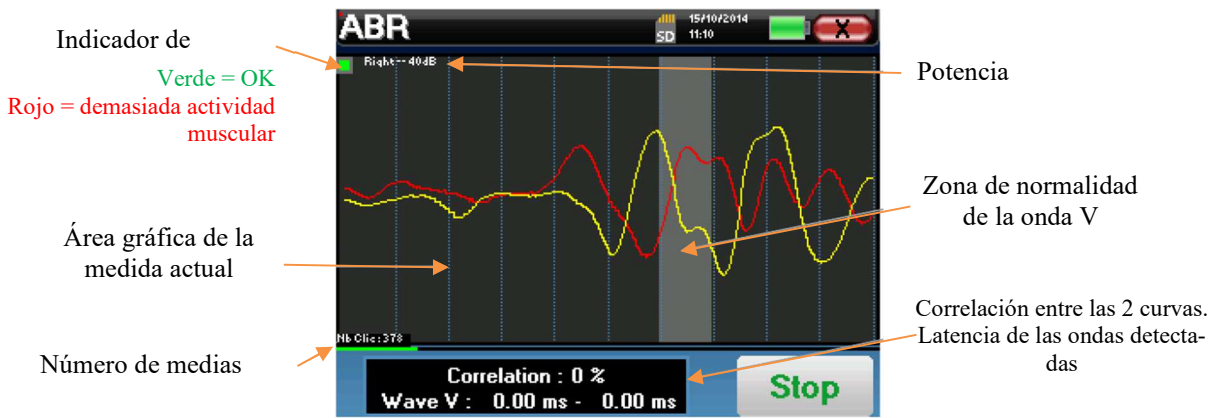 Indicador de
Verde = OK
Rojo = demasiada actividad
muscular
ABR
SD
15/10/2014
11:10
X
Right -- 40dB
Potencia
Zona de normalidad
de la onda V
Área gráfica de la
medida actual
Nb Clic : 378
Número de medias
Correlación entre las 2 curvas.
Latencia de las ondas detecta-
das
Correlation : 0 %
Wave V : 0.00 ms - 0.00 ms
Stop